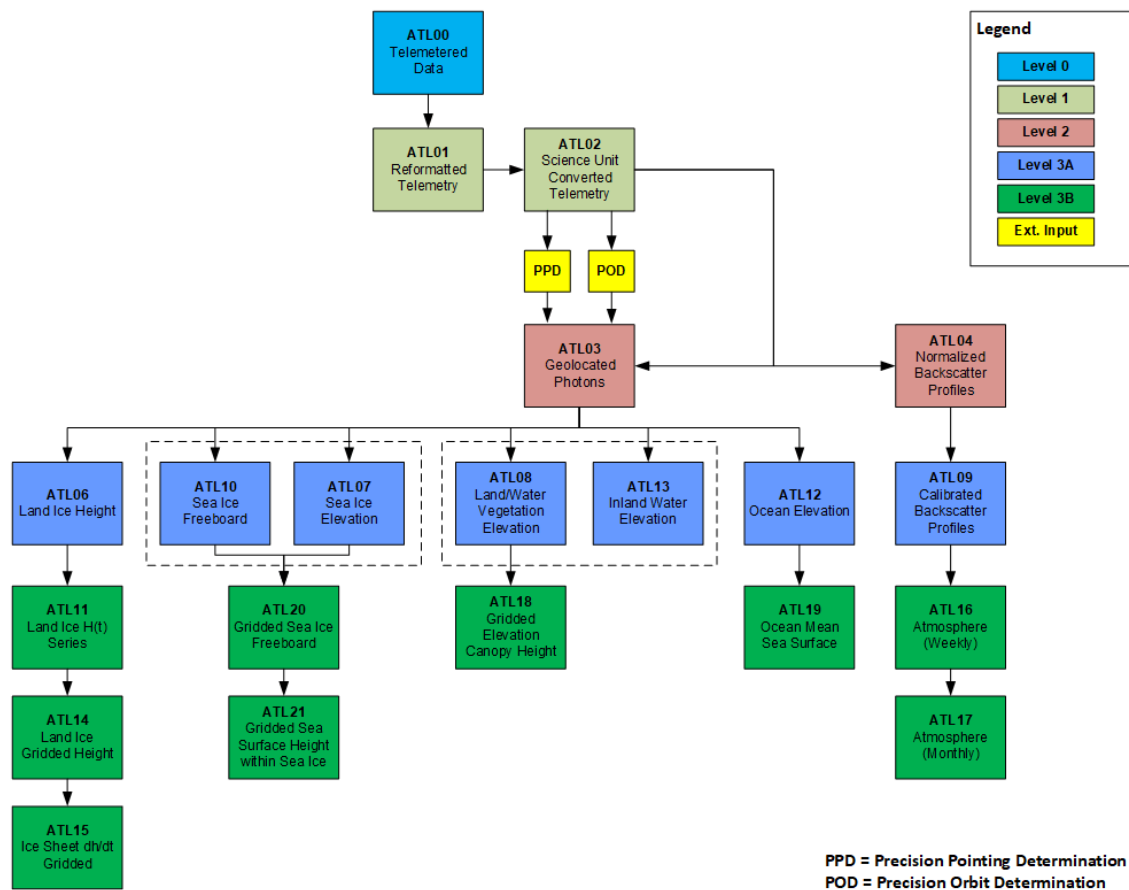 ATL00
Telemetered
Data
Legend
Level 0
Level 1
Level 2
Level 3A
Level 3B
Ext. Input
ATL01
Reformatted
Telemetry
ATL02
Science Unit
Converted
Telemetry
PPD
POD
ATL03
Geolocated
Photons
ATL04
Normalized
Backscatter
Profiles
ATL06
Land Ice Height
ATL10
Sea Ice
Freeboard
ATL07
Sea Ice
Elevation
ATL08
Land/Water
Vegetation
Elevation
ATL13
Inland Water
Elevation
ATL12
Ocean Elevation
ATL09
Calibrated
Backscatter
Profiles
ATL11
Land Ice H(t)
Series
ATL20
Gridded Sea Ice
Freeboard
ATL18
Gridded
Elevation
Canopy Height
ATL19
Ocean Mean
Sea Surface
ATL16
Atmosphere
(Weekly)
ATL14
Land Ice
Gridded Height
ATL21
Gridded Sea
Surface Height
within Sea Ice
ATL17
Atmosphere
(Monthly)
ATL15
Ice Sheet dh/dt
Gridded
PPD = Precision Pointing Determination
POD = Precision Orbit Determination